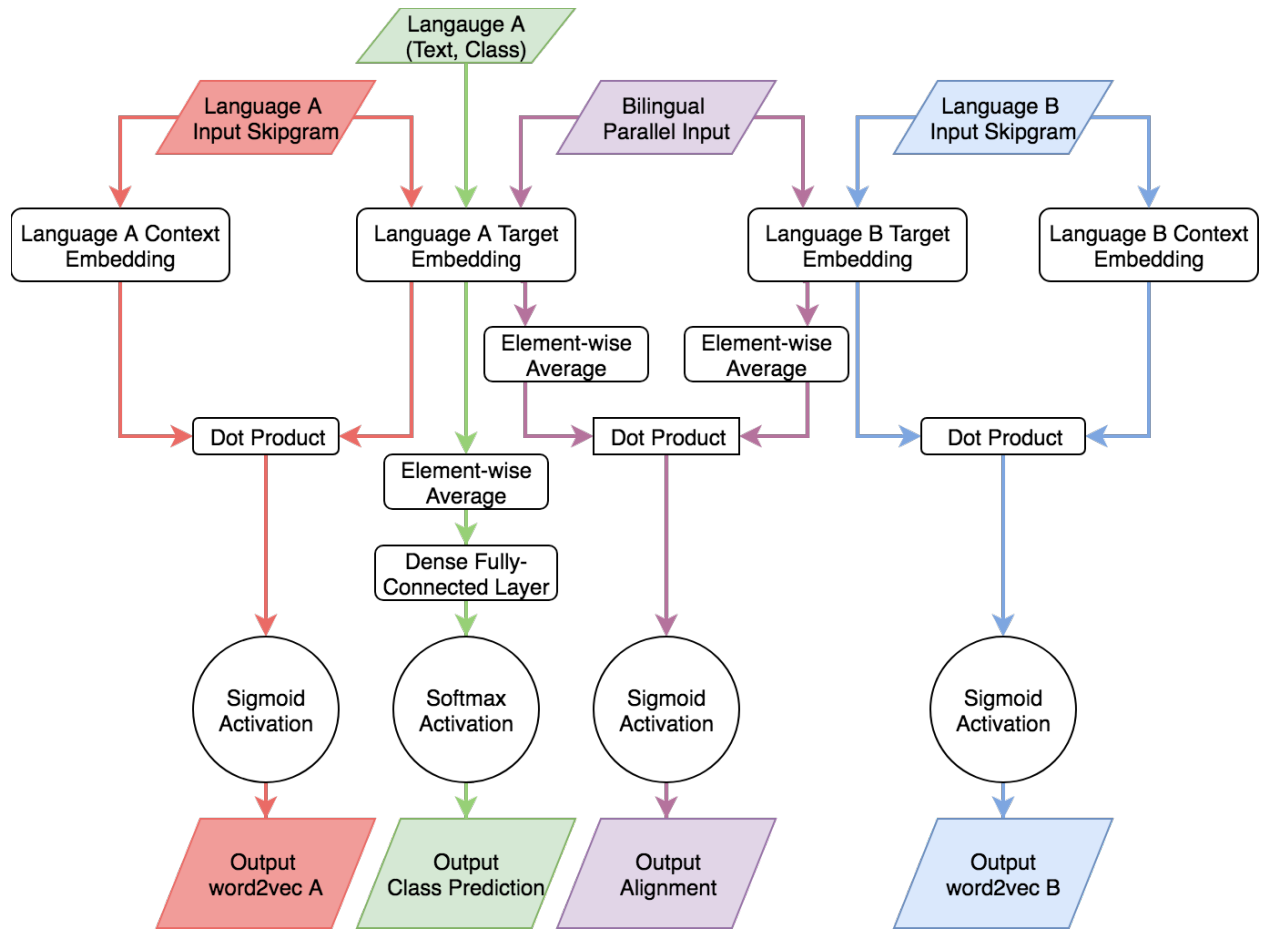 Langauge A
(Text, Class)
Language A
Input Skipgram
Bilingual
Parallel Input
Language B
Input Skipgram
Language A Context
Embedding
Language A Target
Embedding
Language B Target
Embedding
Language B Context
Embedding
Element-wise
Average
Element-wise
Average
Dot Product
Dot Product
Dot Product
Element-wise
Average
Dense Fully-
Connected Layer
Sigmoid
Activation
Softmax
Activation
Sigmoid
Activation
Sigmoid
Activation
Output
word2vec A
Output
Class Prediction
Output
Alignment
Output
word2vec B